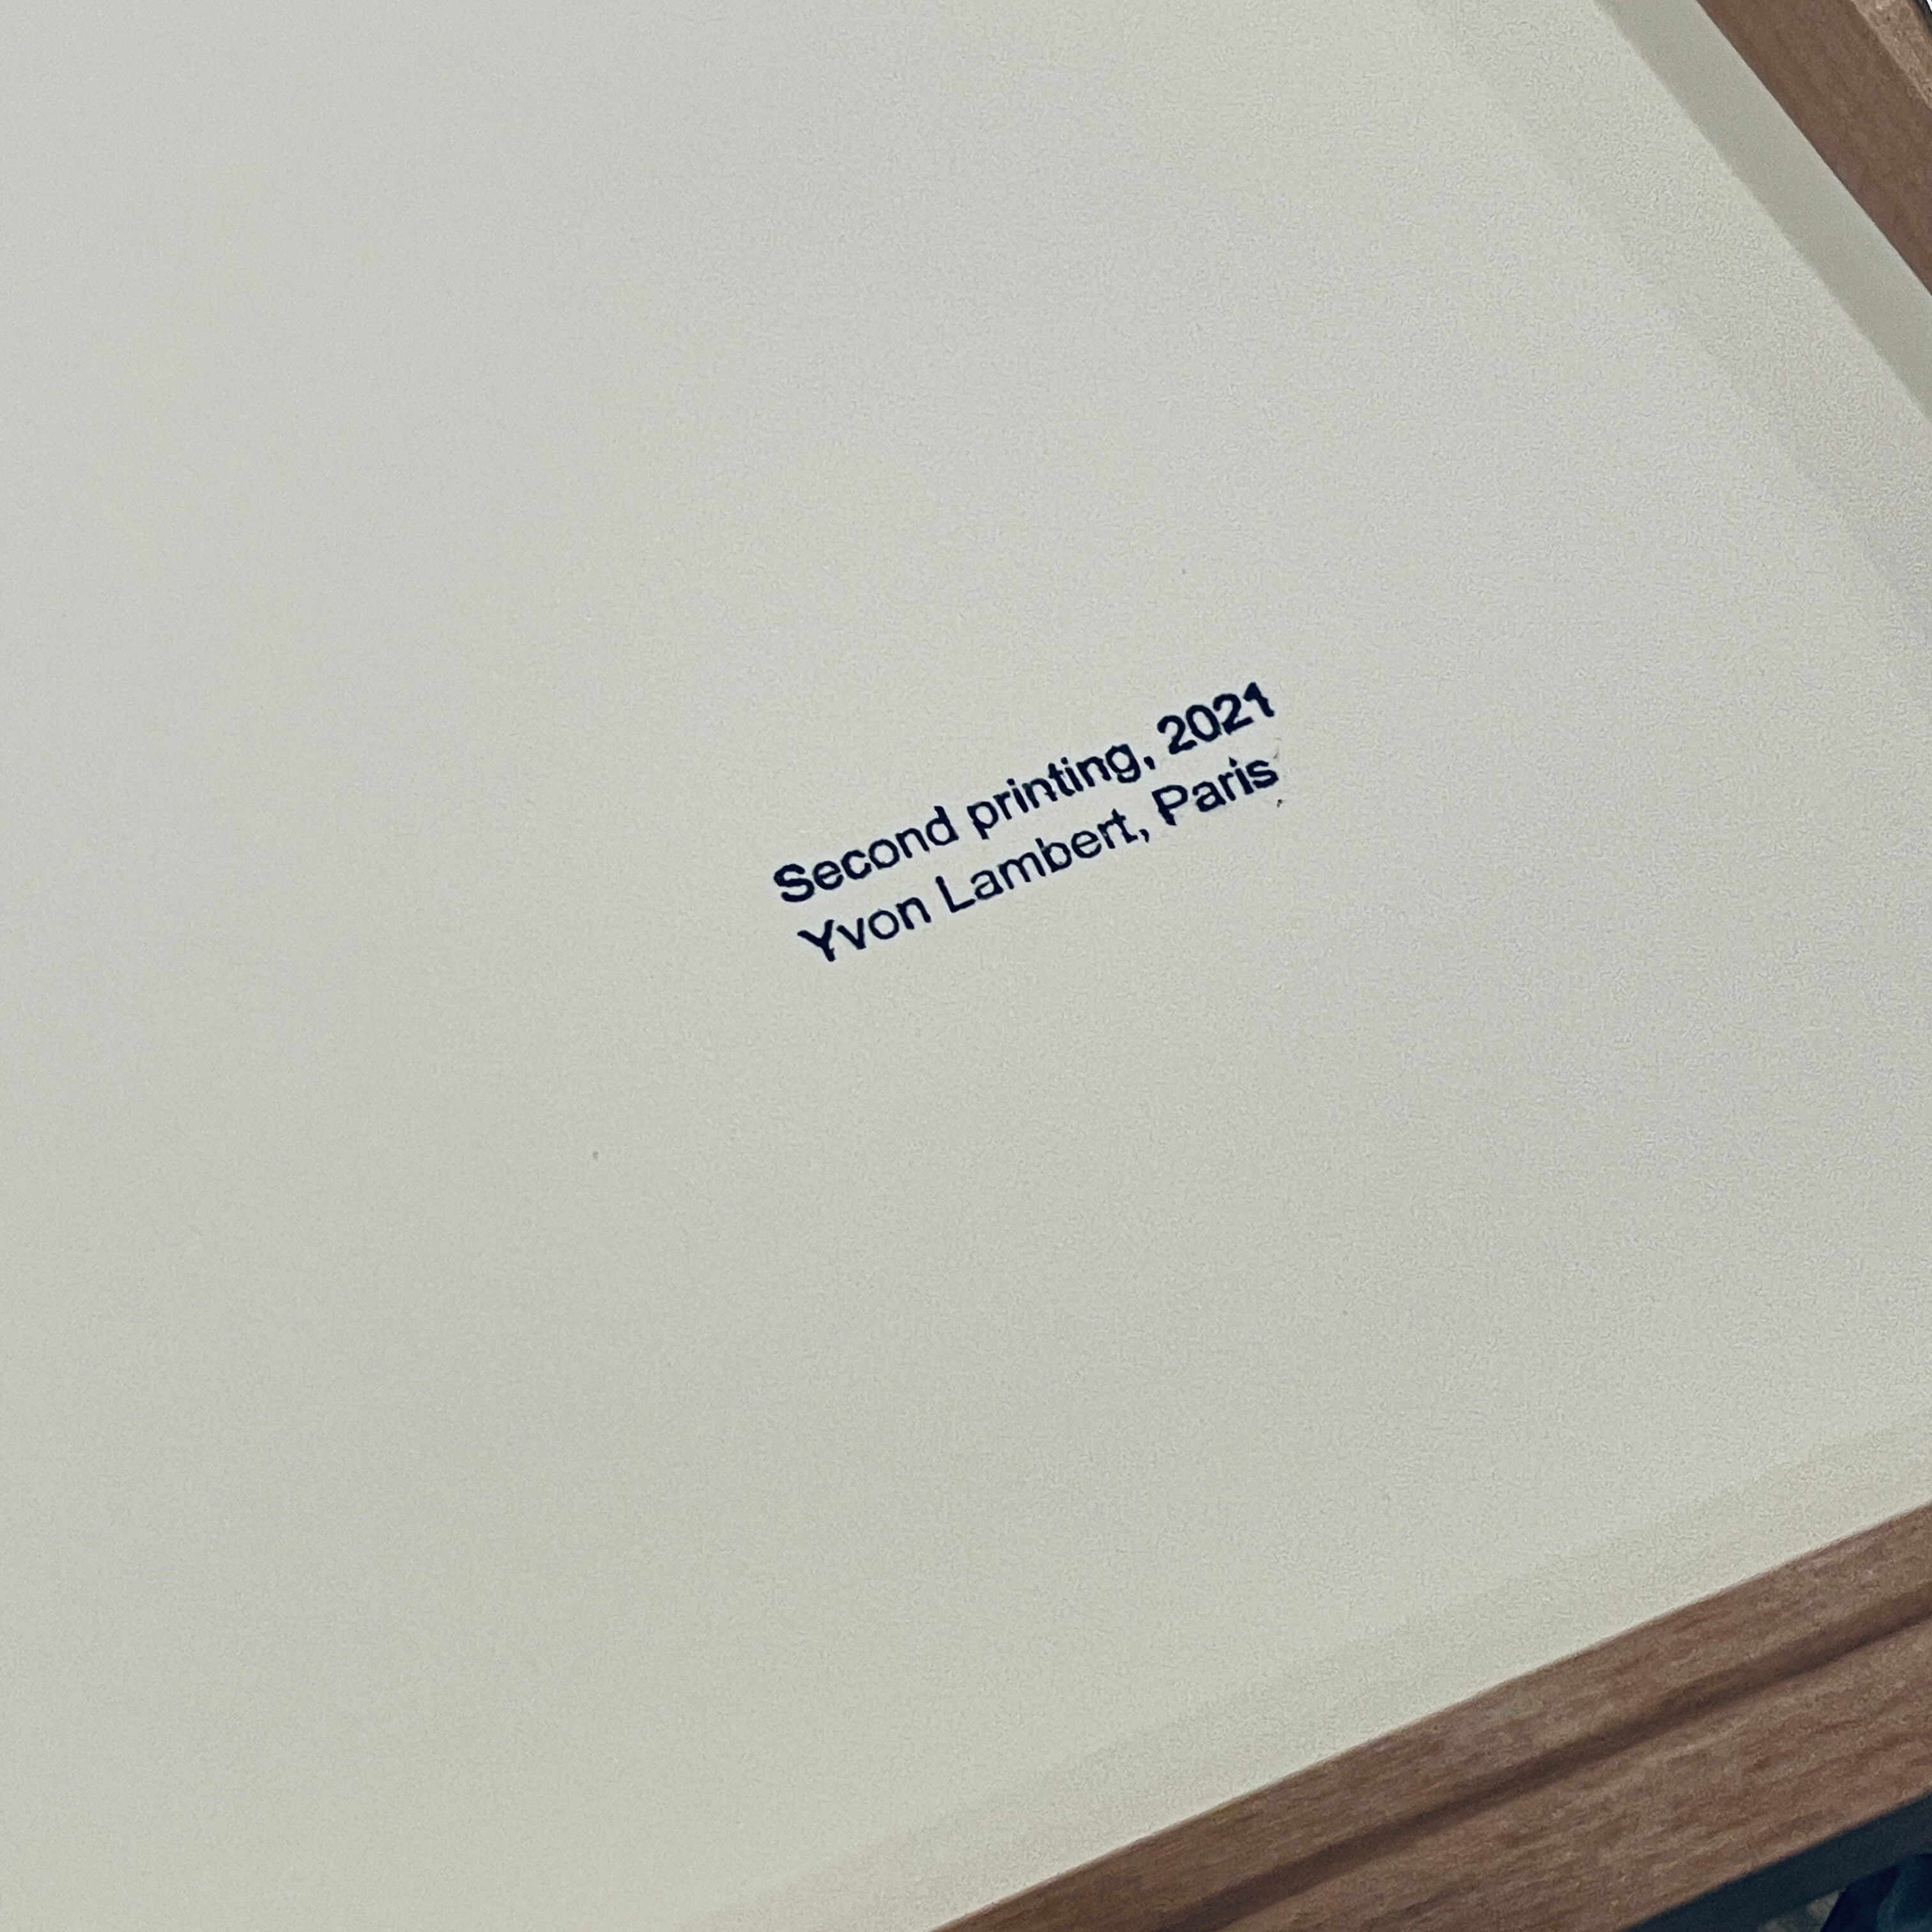 Second printing, 2021
Yvon Lambert, Paris